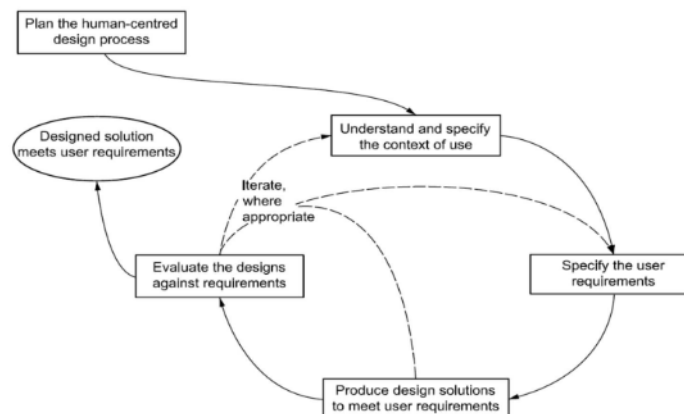 Plan the human-centred
design process
Designed solution
meets user requirements
Understand and specify
the context of use
Iterate,
where
appropriate
Evaluate the designs
against requirements
Specify the user
requirements
Produce design solutions
to meet user requirements